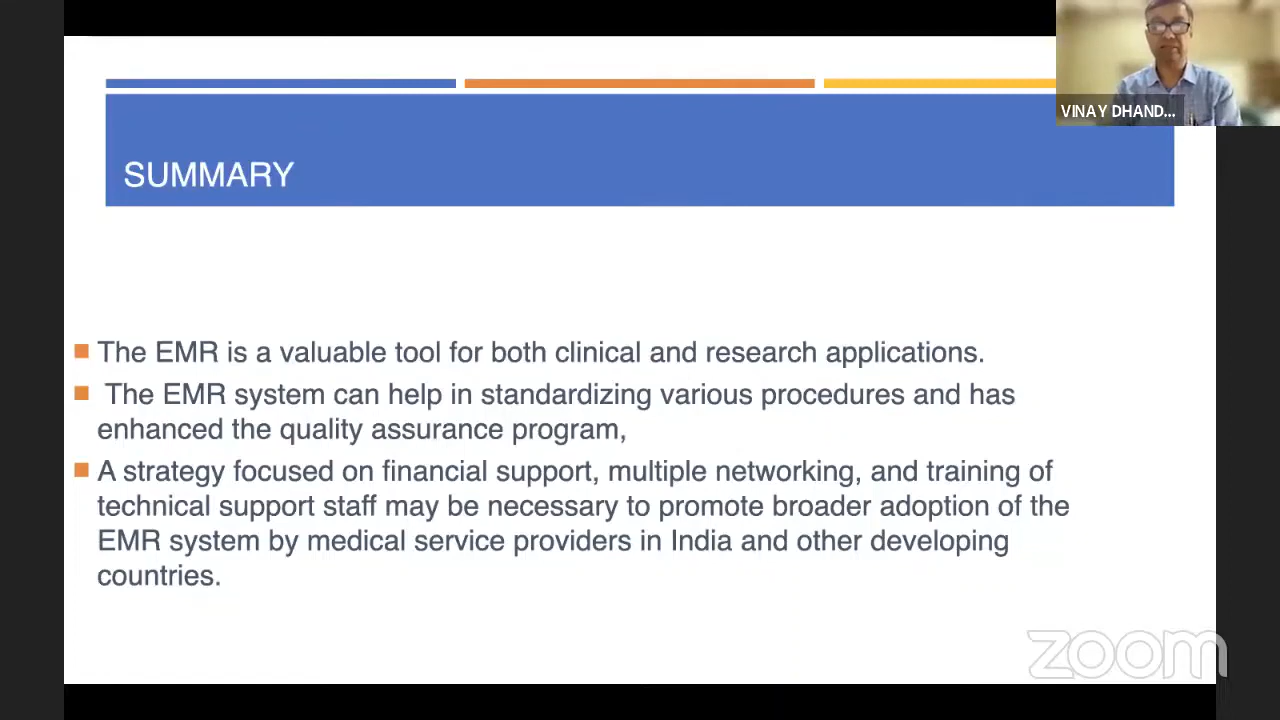 VINAY DHAND...
SUMMARY
The EMR is a valuable tool for both clinical and research applications.
The EMR system can help in standardizing various procedures and has
enhanced the quality assurance program,
A strategy focused on financial support, multiple networking, and training of
technical support staff may be necessary to promote broader adoption of the
EMR system by medical service providers in India and other developing
countries.
zoom